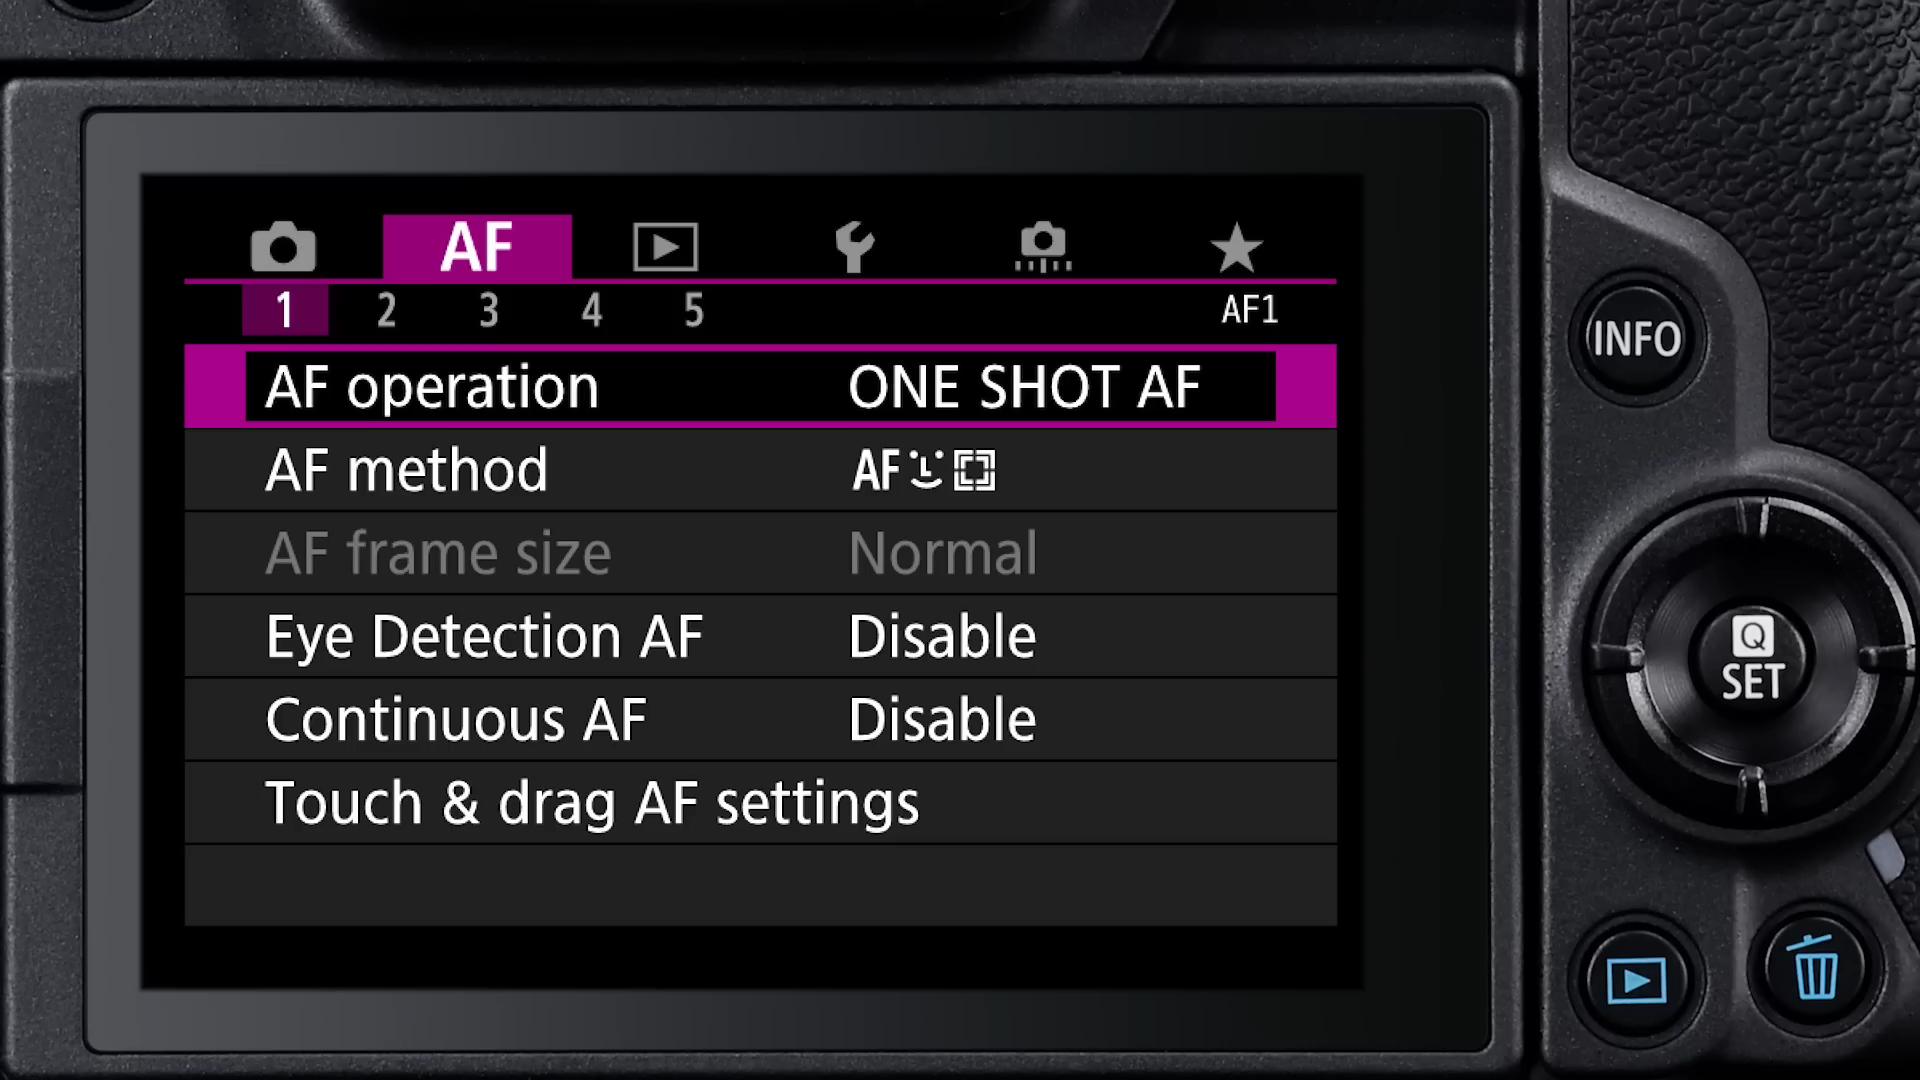 AF
1 2 3 4 5 AF1
AF operation ONE SHOT AF
AF method AF
AF frame size Normal
Eye Detection AF Disable
Continuous AF Disable
Touch & drag AF settings
INFO
Q
SET